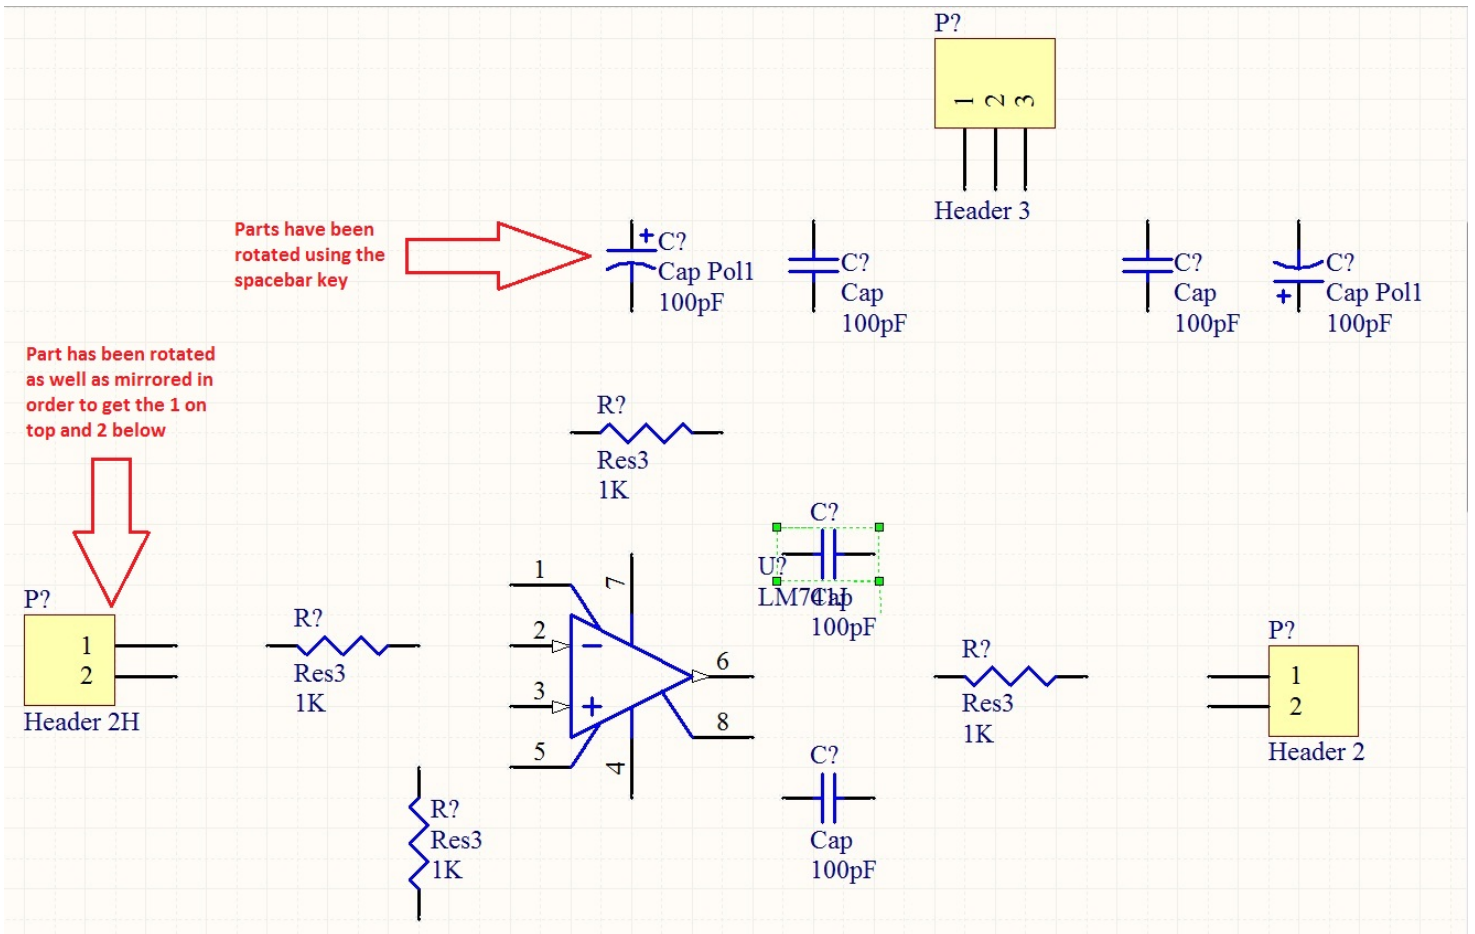 P?
1
2
3
Header 3
Parts have been
rotated using the
spacebar key
C?
Cap Pol1
100pF
C?
Cap
100pF
C?
Cap
100pF
C?
Cap Pol1
100pF
Part has been rotated
as well as mirrored in
order to get the 1 on
top and 2 below
R?
Res3
1K
C?
Cap
100pF
U?
P?
1
2
Header 2H
R?
Res3
1K
1
7
2
3
6
8
5
4
R?
Res3
1K
P?
1
2
Header 2
R?
Res3
1K
C?
Cap
100pF